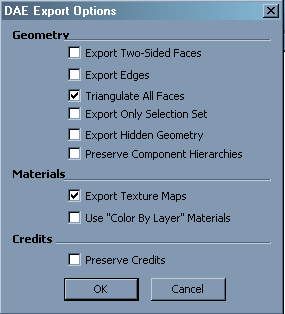 DAE Export Options
Geometry
Export Two-Sided Faces
Export Edges
Triangulate All Faces
Export Only Selection Set
Export Hidden Geometry
Preserve Component Hierarchies
Materials
Export Texture Maps
Use "Color By Layer" Materials
Credits
Preserve Credits
OK
Cancel